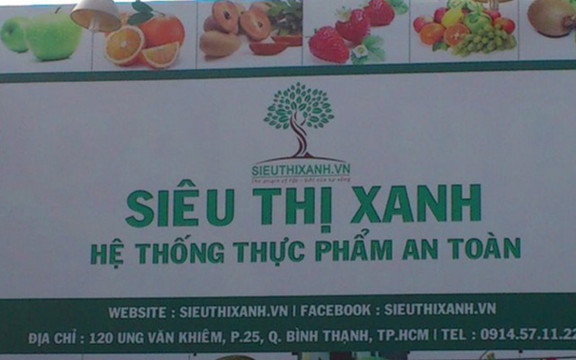 SIEUTHIXANH.VN
SIÊU THỊ XANH
HỆ THỐNG THỰC PHẨM AN TOÀN
WEBSITE : SIEUTHIXANH.VN | FACEBOOK : SIEUTHIXANH.VN
ĐỊA CHỈ : 120 UNG VĂN KHIÊM, P.25, Q. BÌNH THẠNH, TP.HCM | TEL : 0914.57.11.22